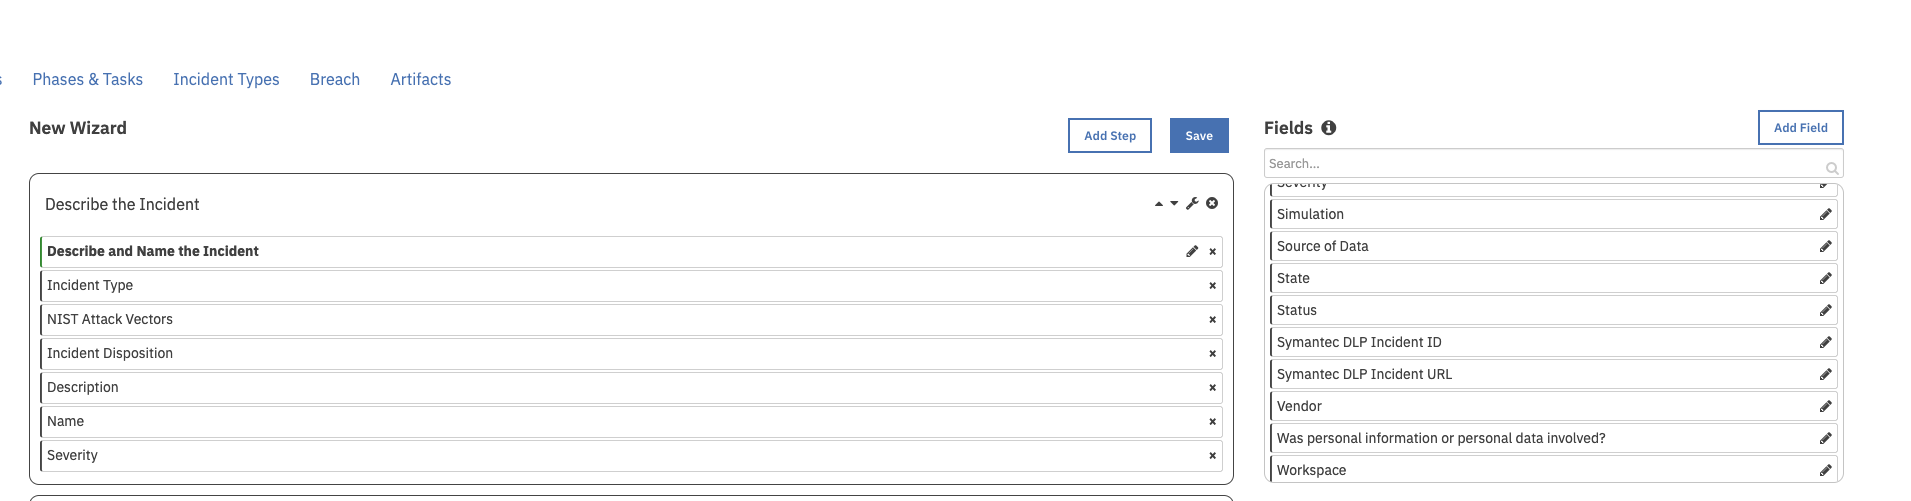 s Phases & Tasks Incident Types Breach Artifacts
New Wizard
Add Step Save
Describe the Incident
Describe and Name the Incident
Incident Type
NIST Attack Vectors
Incident Disposition
Description
Name
Severity
Fields
Add Field
Search...
Severity
Simulation
Source of Data
State
Status
Symantec DLP Incident ID
Symantec DLP Incident URL
Vendor
Was personal information or personal data involved?
Workspace